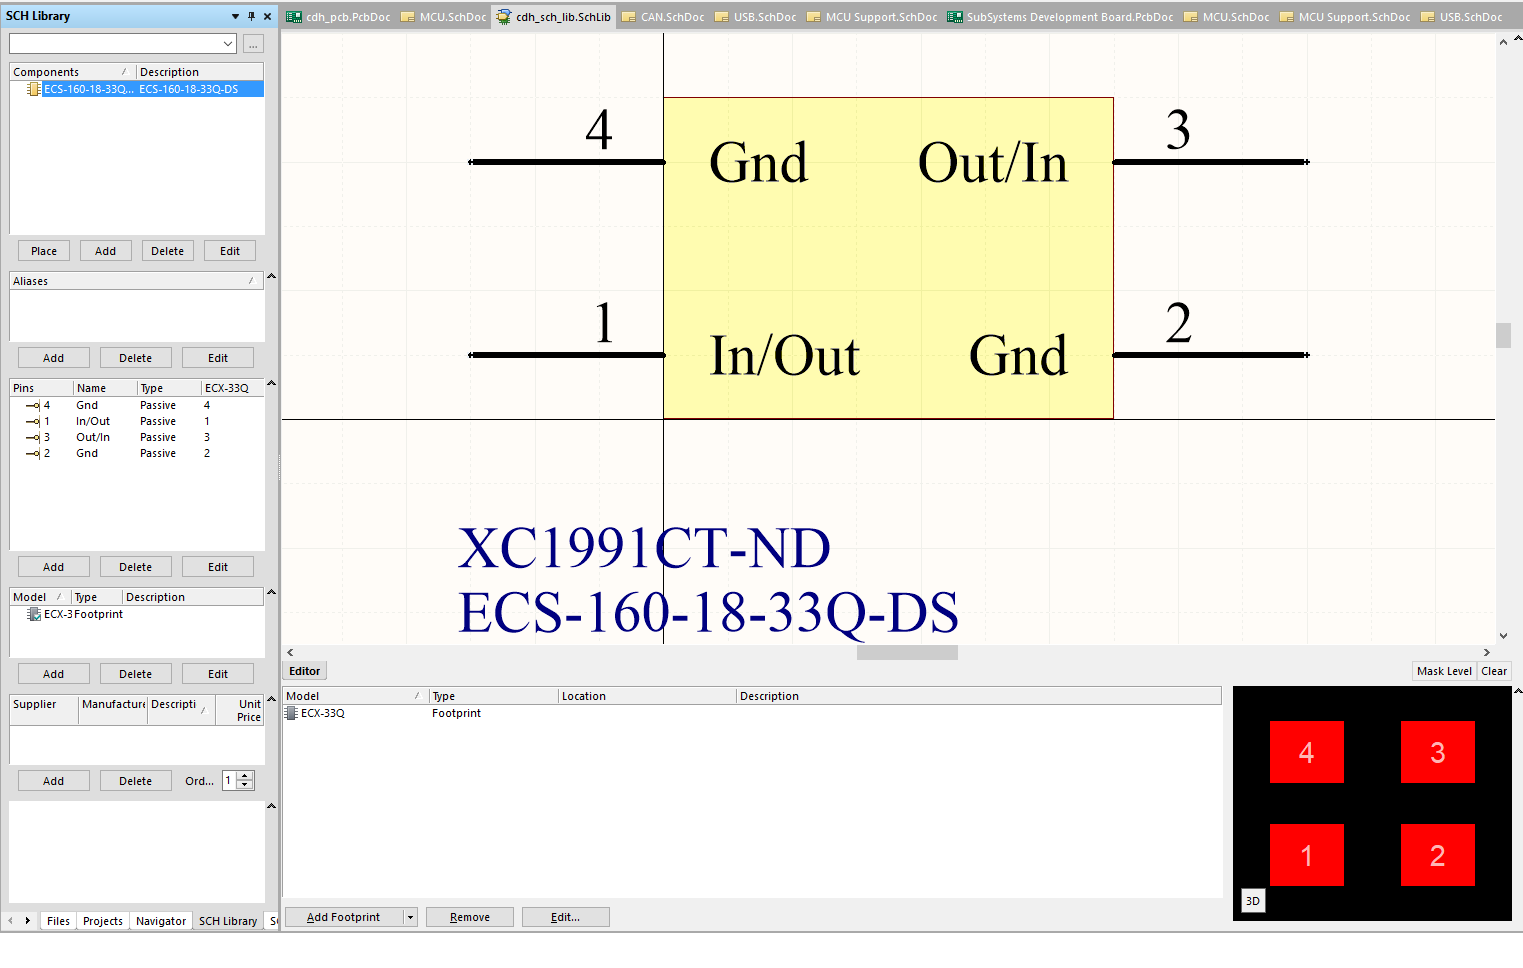 SCH Library
cdh_pcb.PcbDoc
MCU.SchDoc
cdh_sch_lib.SchLib
CAN.SchDoc
USB.SchDoc
MCU Support.SchDoc
SubSystems Development Board.PcbDoc
MCU.SchDoc
MCU Support.SchDoc
USB.SchDoc
...
Components Description
ECS-160-18-33Q... ECS-160-18-33Q-DS
Place Add Delete Edit
Aliases
Add Delete Edit
Pins Name Type ECX-33Q
4 Gnd Passive 4
1 In/Out Passive 1
3 Out/In Passive 3
2 Gnd Passive 2
Add Delete Edit
Model Type Description
ECX-3 Footprint
Add Delete Edit
Supplier Manufacture Descripti Unit Price
Add Delete Ord... 1
Files Projects Navigator SCH Library S
4 Gnd Out/In 3
1 In/Out Gnd 2
XC1991CT-ND
ECS-160-18-33Q-DS
Editor
Mask Level Clear
Model Type Location Description
ECX-33Q Footprint
Add Footprint Remove Edit...
4 3
1 2
3D